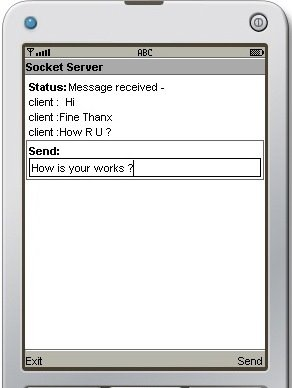 ABC
Socket Server
Status: Message received -
client :  Hi
client :Fine Thanx
client :How R U ?
Send:
How is your works ?
Exit Send